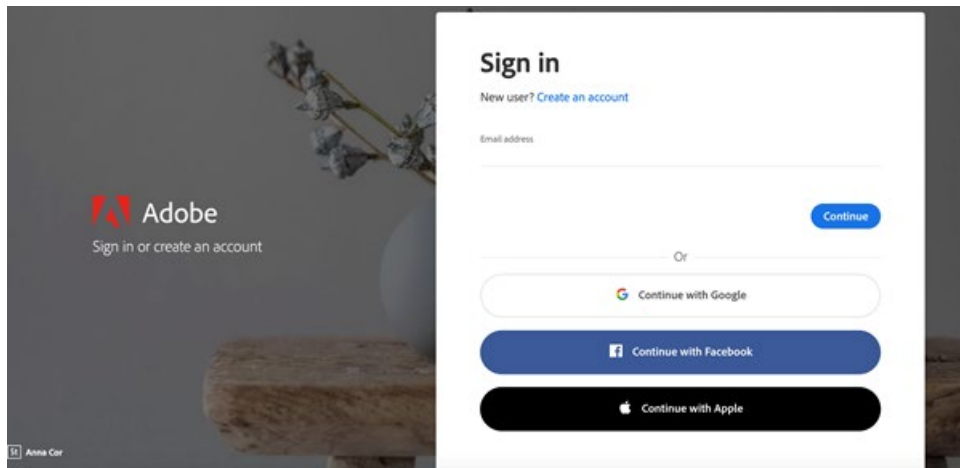 Sign in
New user? Create an account
Email address
Adobe
Continue
Sign in or create an account
Or
Continue with Google
Continue with Facebook
Continue with Apple
St Anna Cor